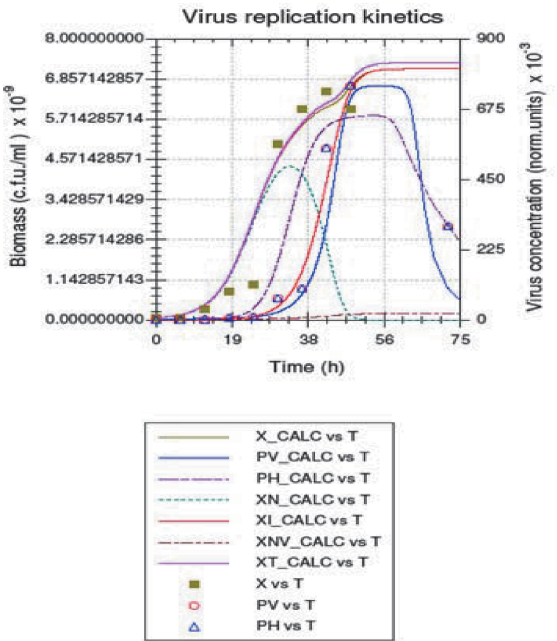 Virus replication kinetics
8.000000000
6.857142857
5.714285714
4.571428571
3.428571429
2.285714286
1.142857143
0.000000000
Biomass (c.f.u./ml) x 10-9
900
675
450
225
0
Virus concentration (norm.units) x 10-3
0 19 38 56 75
Time (h)
X_CALC vs T
PV_CALC vs T
PH_CALC vs T
XN_CALC vs T
XI_CALC vs T
XNV_CALC vs T
XT_CALC vs T
X vs T
PV vs T
PH vs T